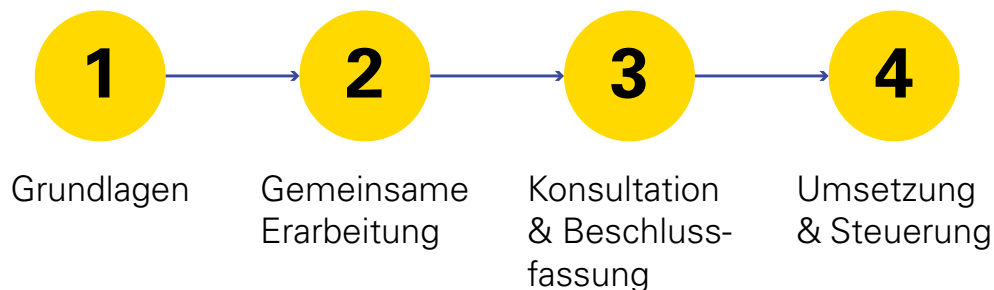 1
2
3
4
Grundlagen
Gemeinsame
Erarbeitung
Konsultation
& Beschluss-
fassung
Umsetzung
& Steuerung